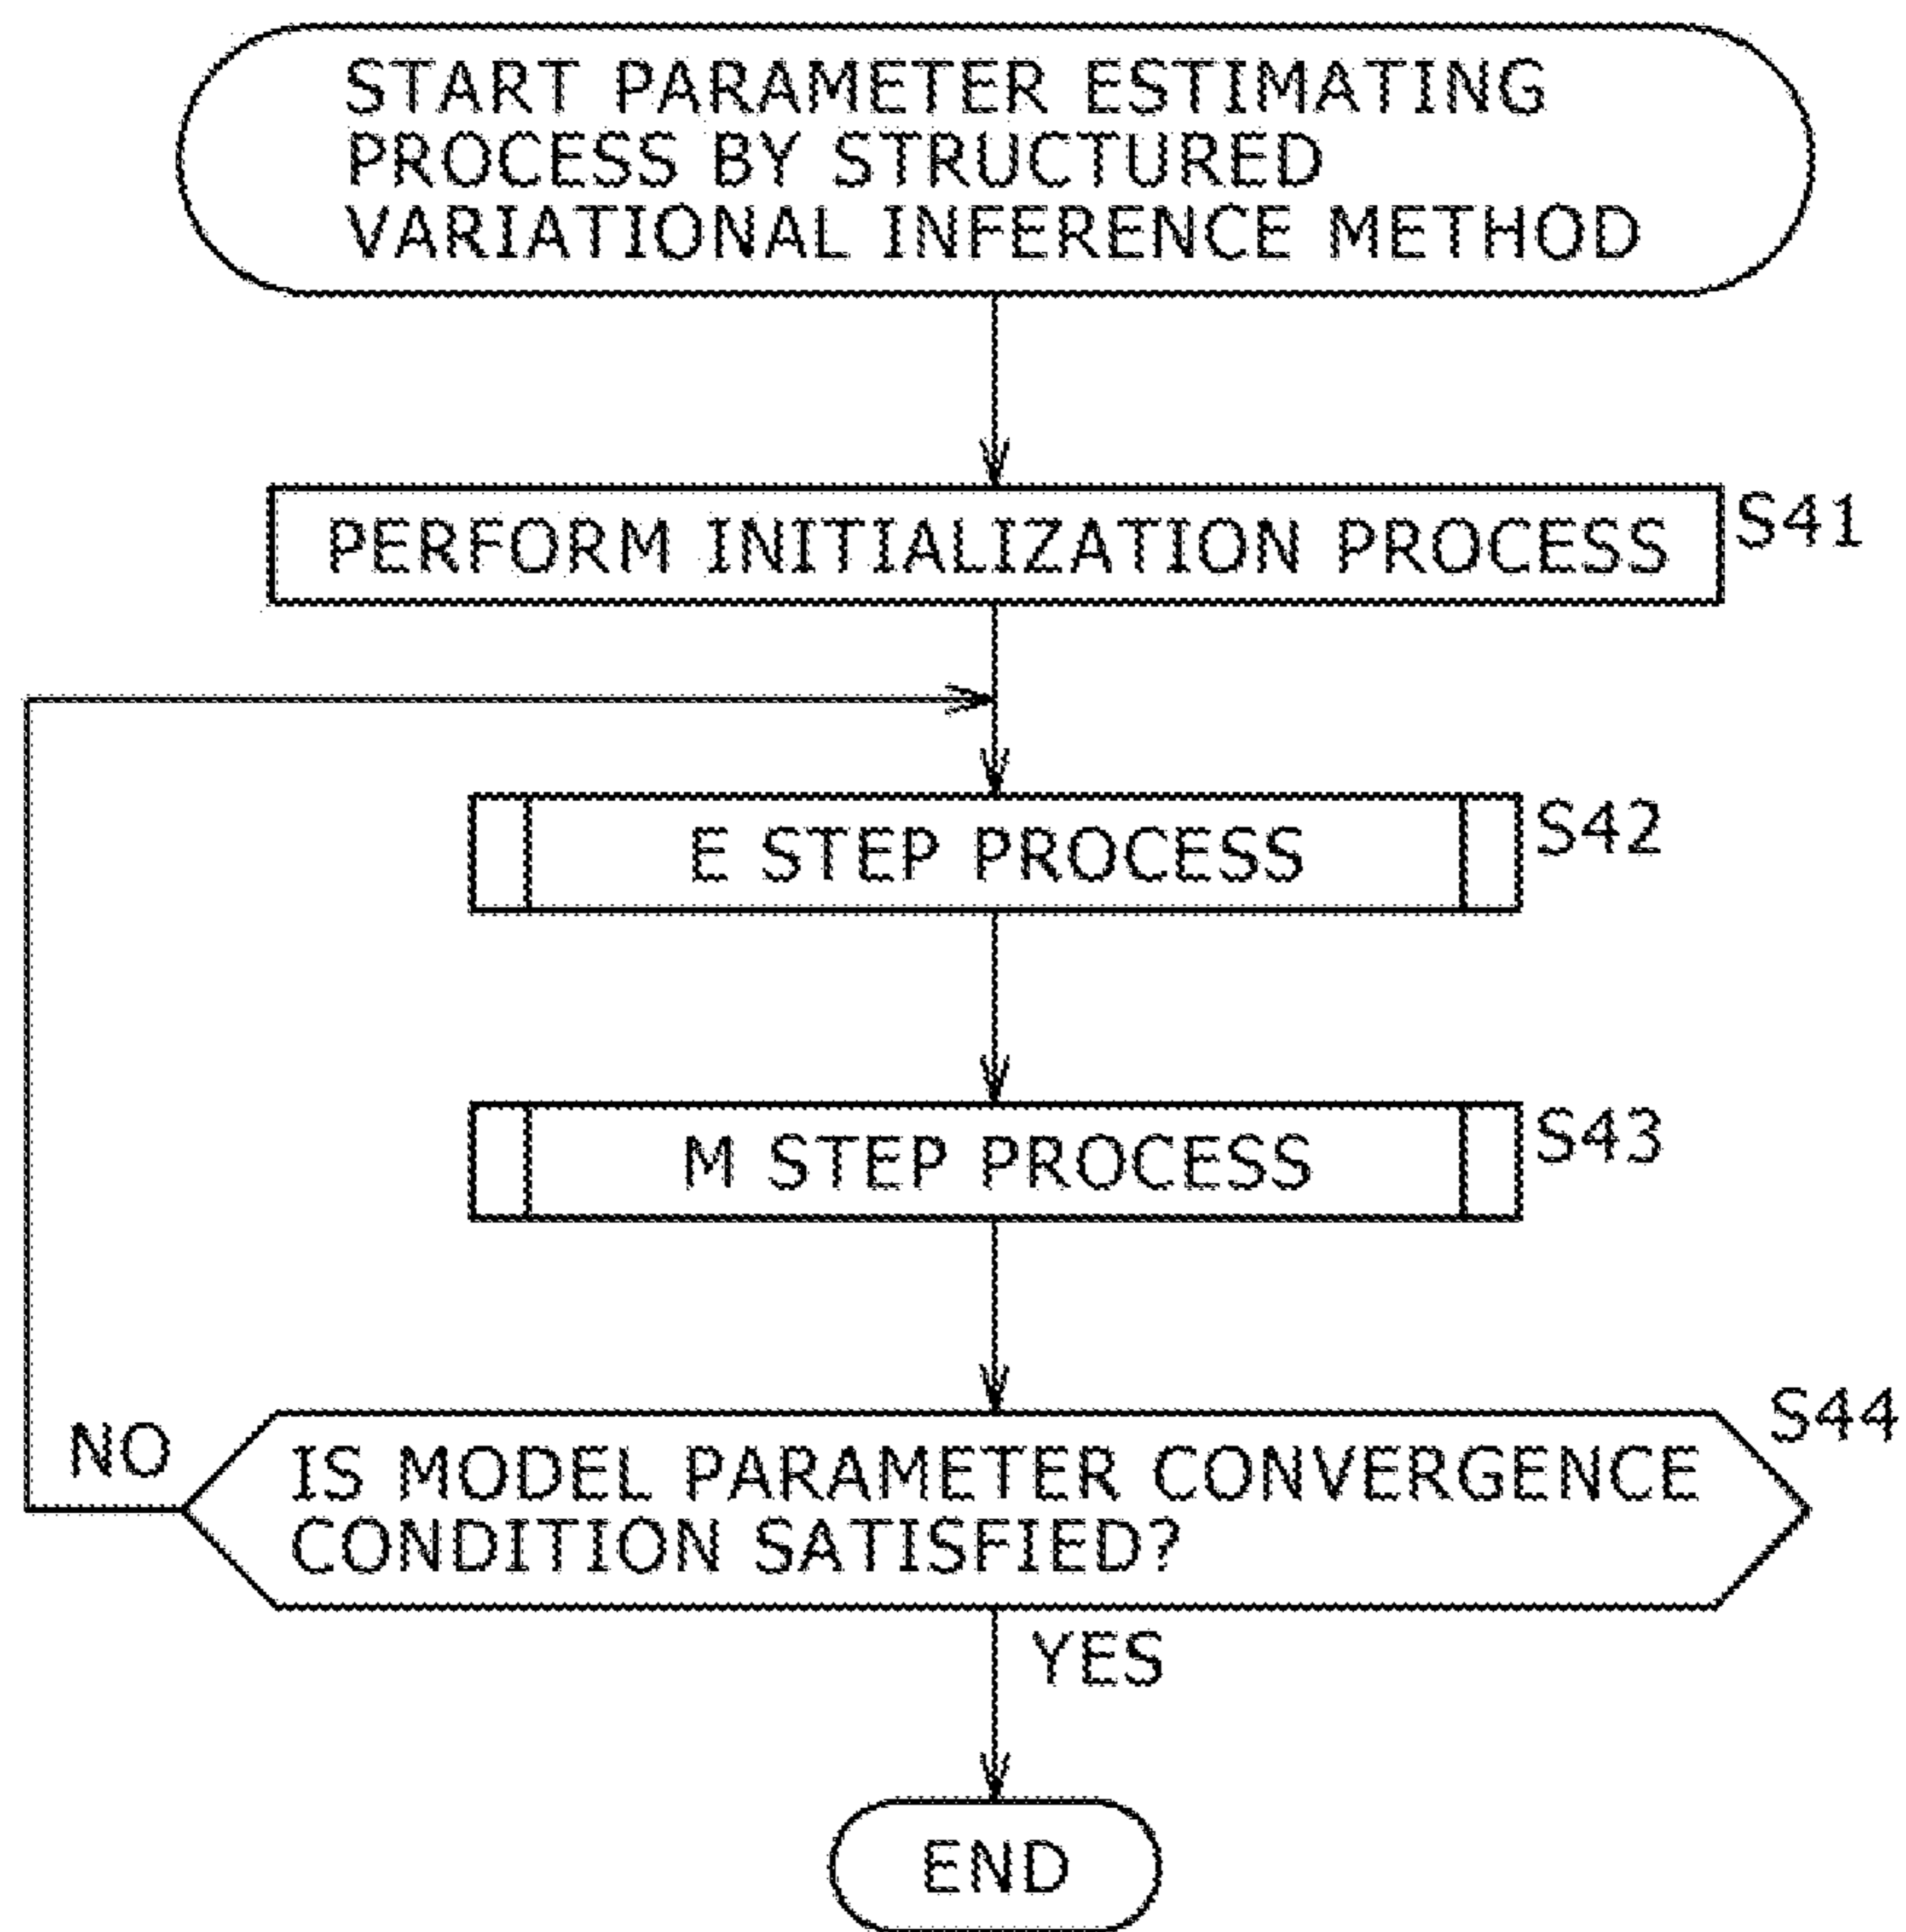 START PARAMETER ESTIMATING
PROCESS BY STRUCTURED
VARIATIONAL INFERENCE METHOD
PERFORM INITIALIZATION PROCESS
S41
E STEP PROCESS
S42
M STEP PROCESS
S43
S44
NO
IS MODEL PARAMETER CONVERGENCE
CONDITION SATISFIED?
YES
END